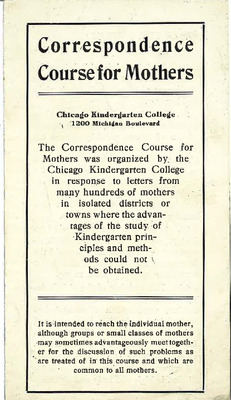 Correspondence
Course for Mothers
Chicago Kindergarten College
1200 Michigan Boulevard
The Correspondence Course for
Mothers was organized by the
Chicago Kindergarten College
in response to letters from
many hundreds of mothers
in isolated districts or
towns where the advan-
tages of the study of
Kindergarten prin-
ciples and meth-
ods could not
be obtained.
It is intended to reach the individual mother,
although groups or small classes of mothers
may sometimes advantageously meet togeth-
er for the discussion of such problems as
are treated of in this course and which are
common to all mothers.